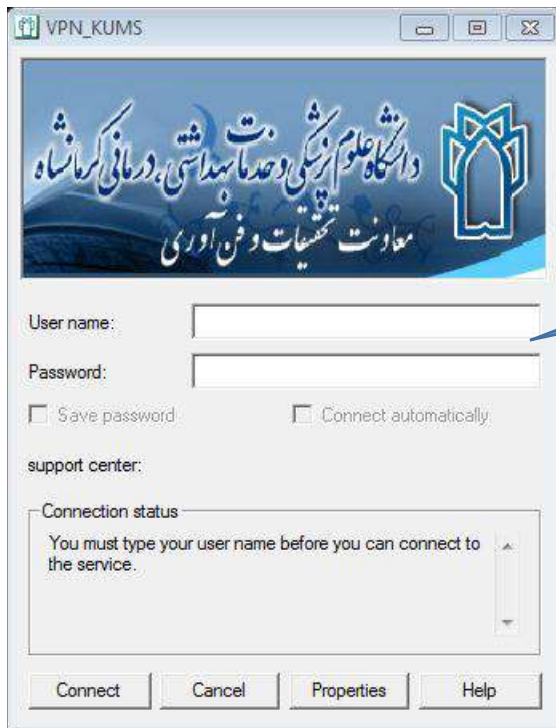 VPN_KUMS
دانشگاه علوم پزشکی و خدمات بهداشتی، درمانی کرمانشاه
معاونت تحقیقات و فن آوری
User name:
Password:
Save password
Connect automatically
support center:
Connection status
You must type your user name before you can connect to
the service.
Connect
Cancel
Properties
Help